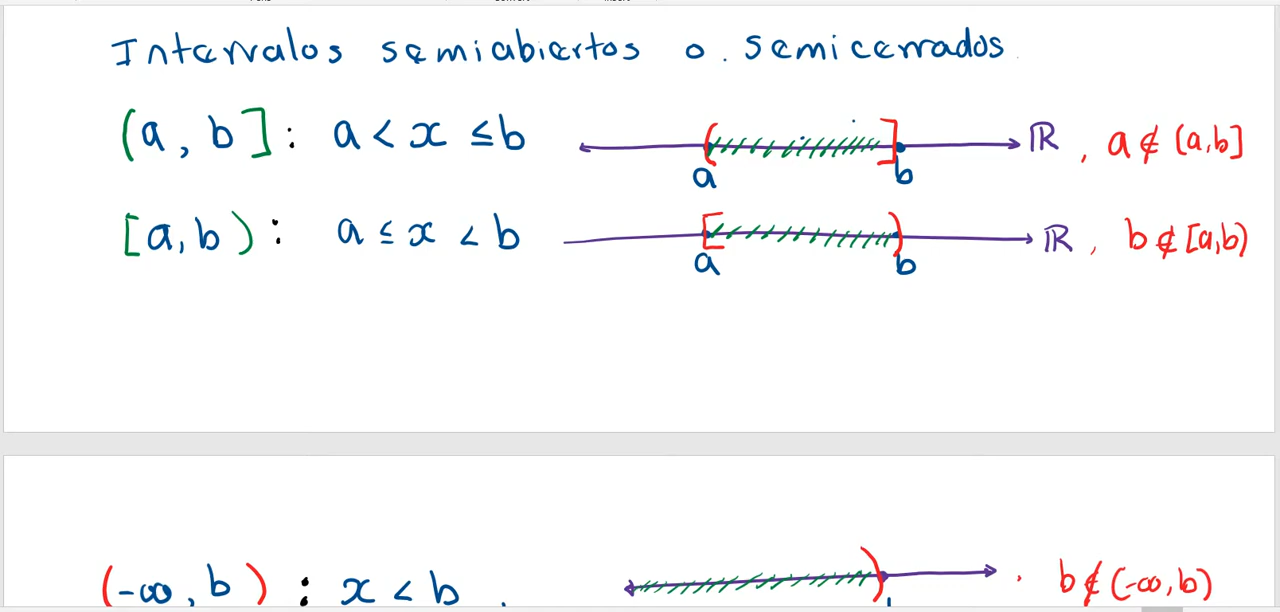 Intervalos semiabiertos o. semicerrados
(a, b] : a < x ≤ b ( ] ℝ , a ∉ (a,b]
a b
[a, b) : a ≤ x < b [ ) ℝ , b ∉ [a,b)
a b
(-∞, b) : x < b . ) , b ∉ (-∞, b)